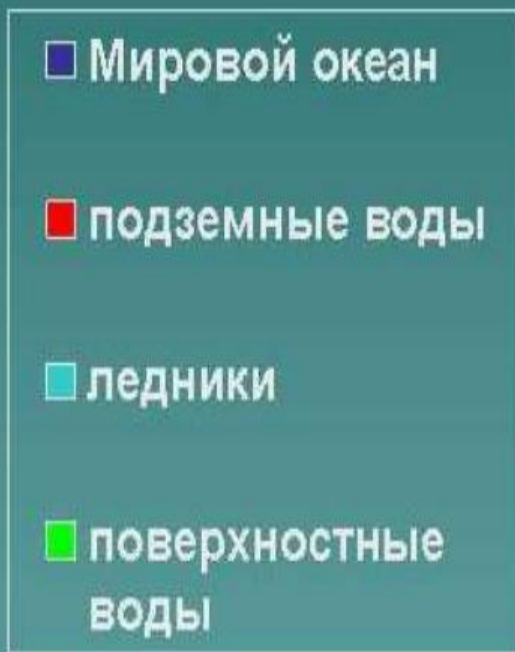 Мировой океан
подземные воды
ледники
поверхностные
воды